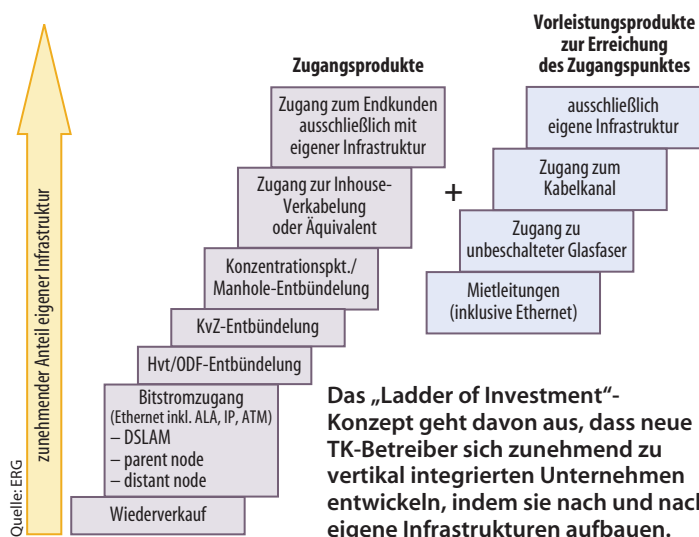 Vorleistungsprodukte
zur Erreichung
des Zugangspunktes
Zugangsprodukte
Zugang zum Endkunden
ausschließlich mit
eigener Infrastruktur
ausschließlich
eigene Infrastruktur
Zugang zur Inhouse-
Verkabelung
oder Äquivalent
+
Zugang zum
Kabelkanal
Konzentrationspkt./
Manhole-Entbündelung
Zugang zu
unbeschalteter Glasfaser
KvZ-Entbündelung
Mietleitungen
(inklusive Ethernet)
Hvt/ODF-Entbündelung
Bitstromzugang
(Ethernet inkl. ALA, IP, ATM)
– DSLAM
– parent node
– distant node
Wiederverkauf
zunehmender Anteil eigener Infrastruktur
Quelle: ERG
Das „Ladder of Investment“-
Konzept geht davon aus, dass neue
TK-Betreiber sich zunehmend zu
vertikal integrierten Unternehmen
entwickeln, indem sie nach und nach
eigene Infrastrukturen aufbauen.